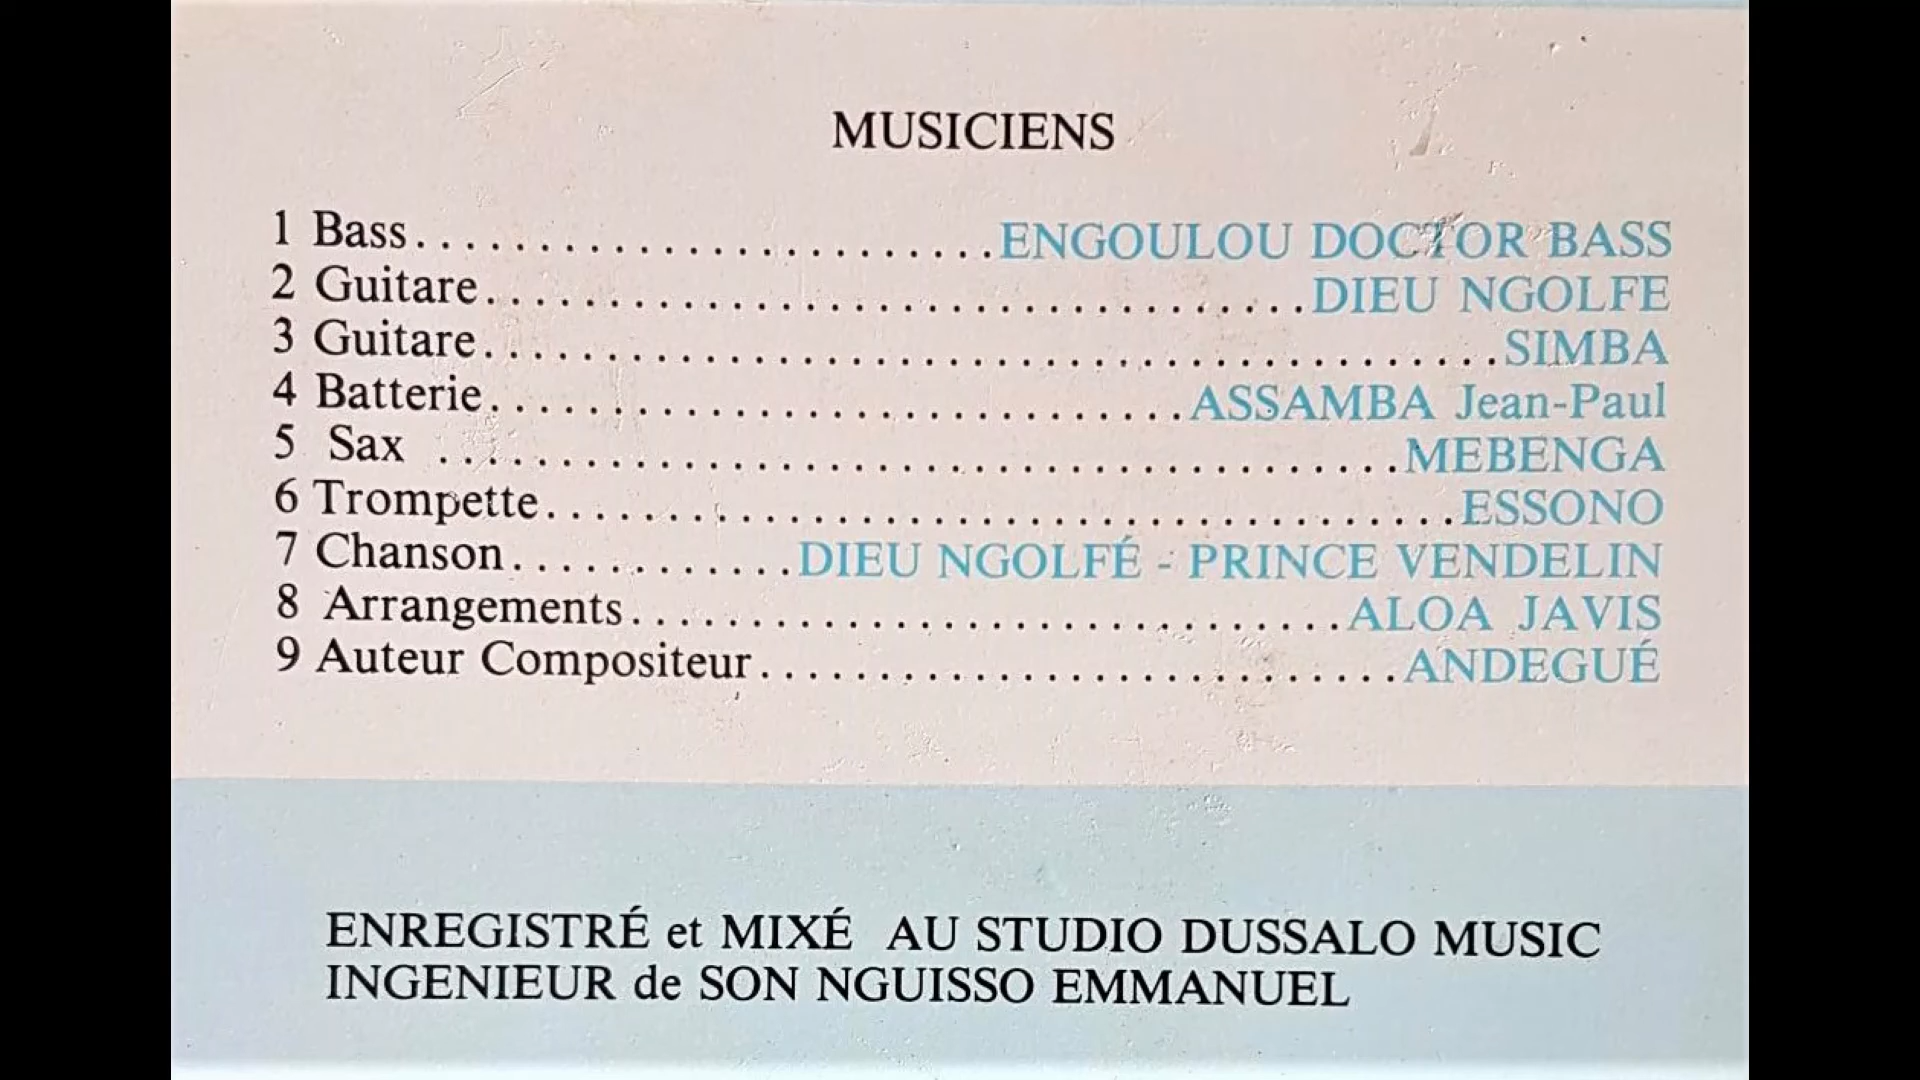 MUSICIENS
1 Bass........................ENGOULOU DOCTOR BASS
2 Guitare..................................DIEU NGOLFE
3 Guitare..........................................SIMBA
4 Batterie.............................ASSAMBA Jean-Paul
5 Sax .......................................MEBENGA
6 Trompette......................................ESSONO
7 Chanson............DIEU NGOLFÉ - PRINCE VENDELIN
8 Arrangements..............................ALOA JAVIS
9 Auteur Compositeur...........................ANDEGUÉ
ENREGISTRÉ et MIXÉ AU STUDIO DUSSALO MUSIC
INGENIEUR de SON NGUISSO EMMANUEL